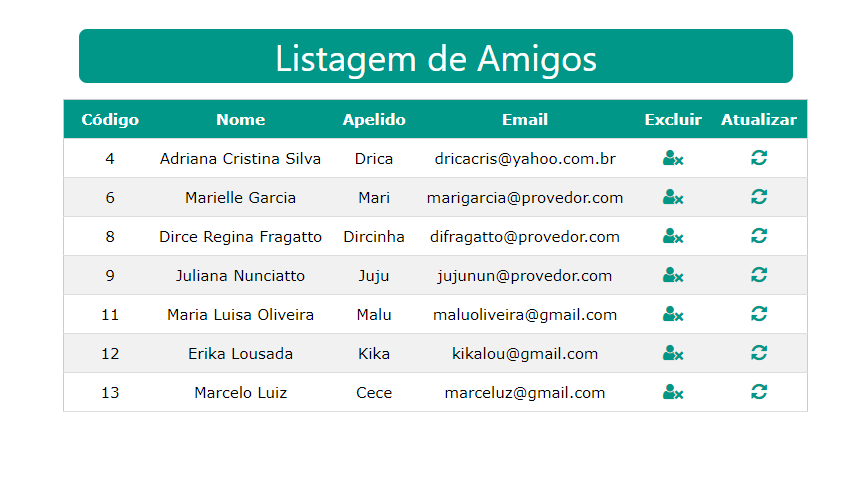 Listagem de Amigos
Código Nome Apelido Email Excluir Atualizar
4 Adriana Cristina Silva Drica dricacris@yahoo.com.br
6 Marielle Garcia Mari marigarcia@provedor.com
8 Dirce Regina Fragatto Dircinha difragatto@provedor.com
9 Juliana Nunciatto Juju jujunun@provedor.com
11 Maria Luisa Oliveira Malu maluoliveira@gmail.com
12 Erika Lousada Kika kikalou@gmail.com
13 Marcelo Luiz Cece marceluz@gmail.com